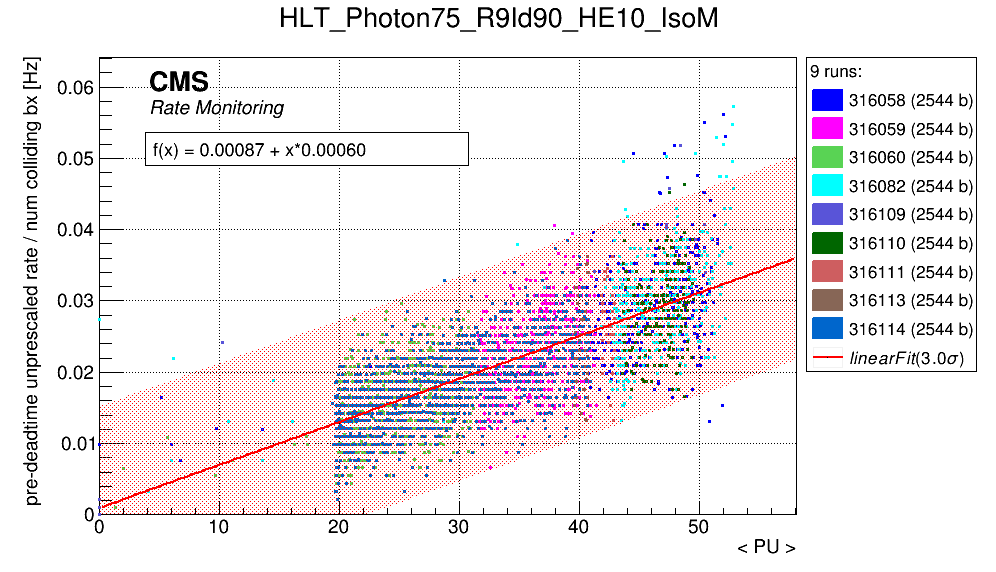 HLT_Photon75_R9Id90_HE10_IsoM
pre-deadtime unprescaled rate / num colliding bx [Hz]
CMS
Rate Monitoring
f(x) = 0.00087 + x*0.00060
0.06
0.05
0.04
0.03
0.02
0.01
0
0 10 20 30 40 50
< PU >
9 runs:
316058 (2544 b)
316059 (2544 b)
316060 (2544 b)
316082 (2544 b)
316109 (2544 b)
316110 (2544 b)
316111 (2544 b)
316113 (2544 b)
316114 (2544 b)
linearFit(3.0σ)